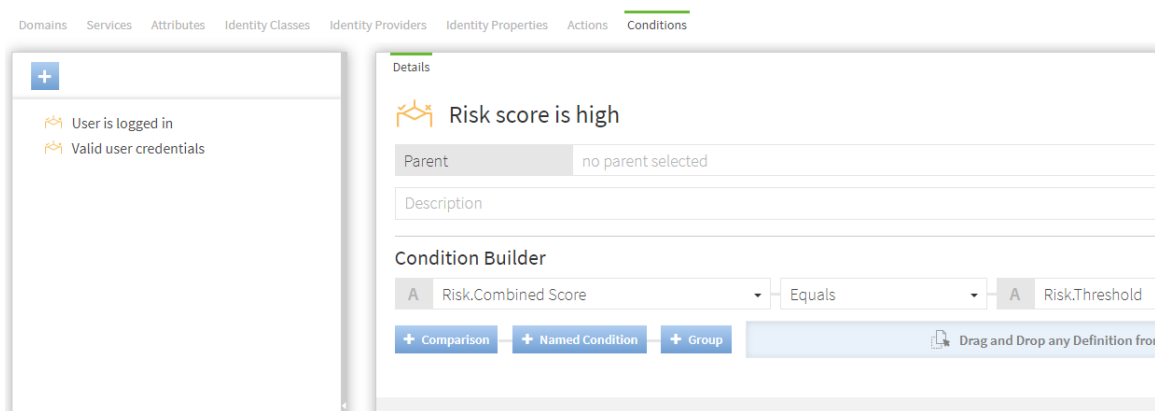 Domains Services Attributes Identity Classes Identity Providers Identity Properties Actions Conditions
+
User is logged in
Valid user credentials
Details
Risk score is high
Parent no parent selected
Description
Condition Builder
A Risk.Combined Score Equals A Risk.Threshold
+ Comparison + Named Condition + Group Drag and Drop any Definition from